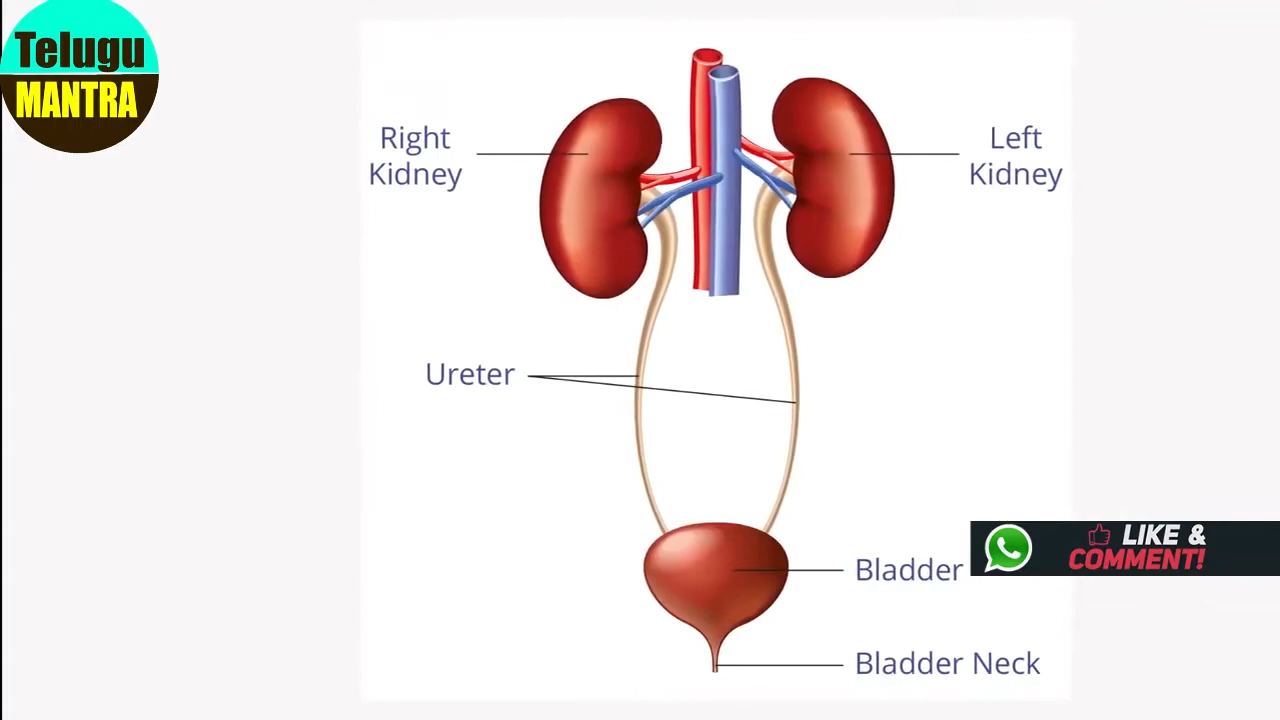 Telugu
MANTRA
Right
Kidney
Left
Kidney
Ureter
Bladder
LIKE &
COMMENT!
Bladder Neck